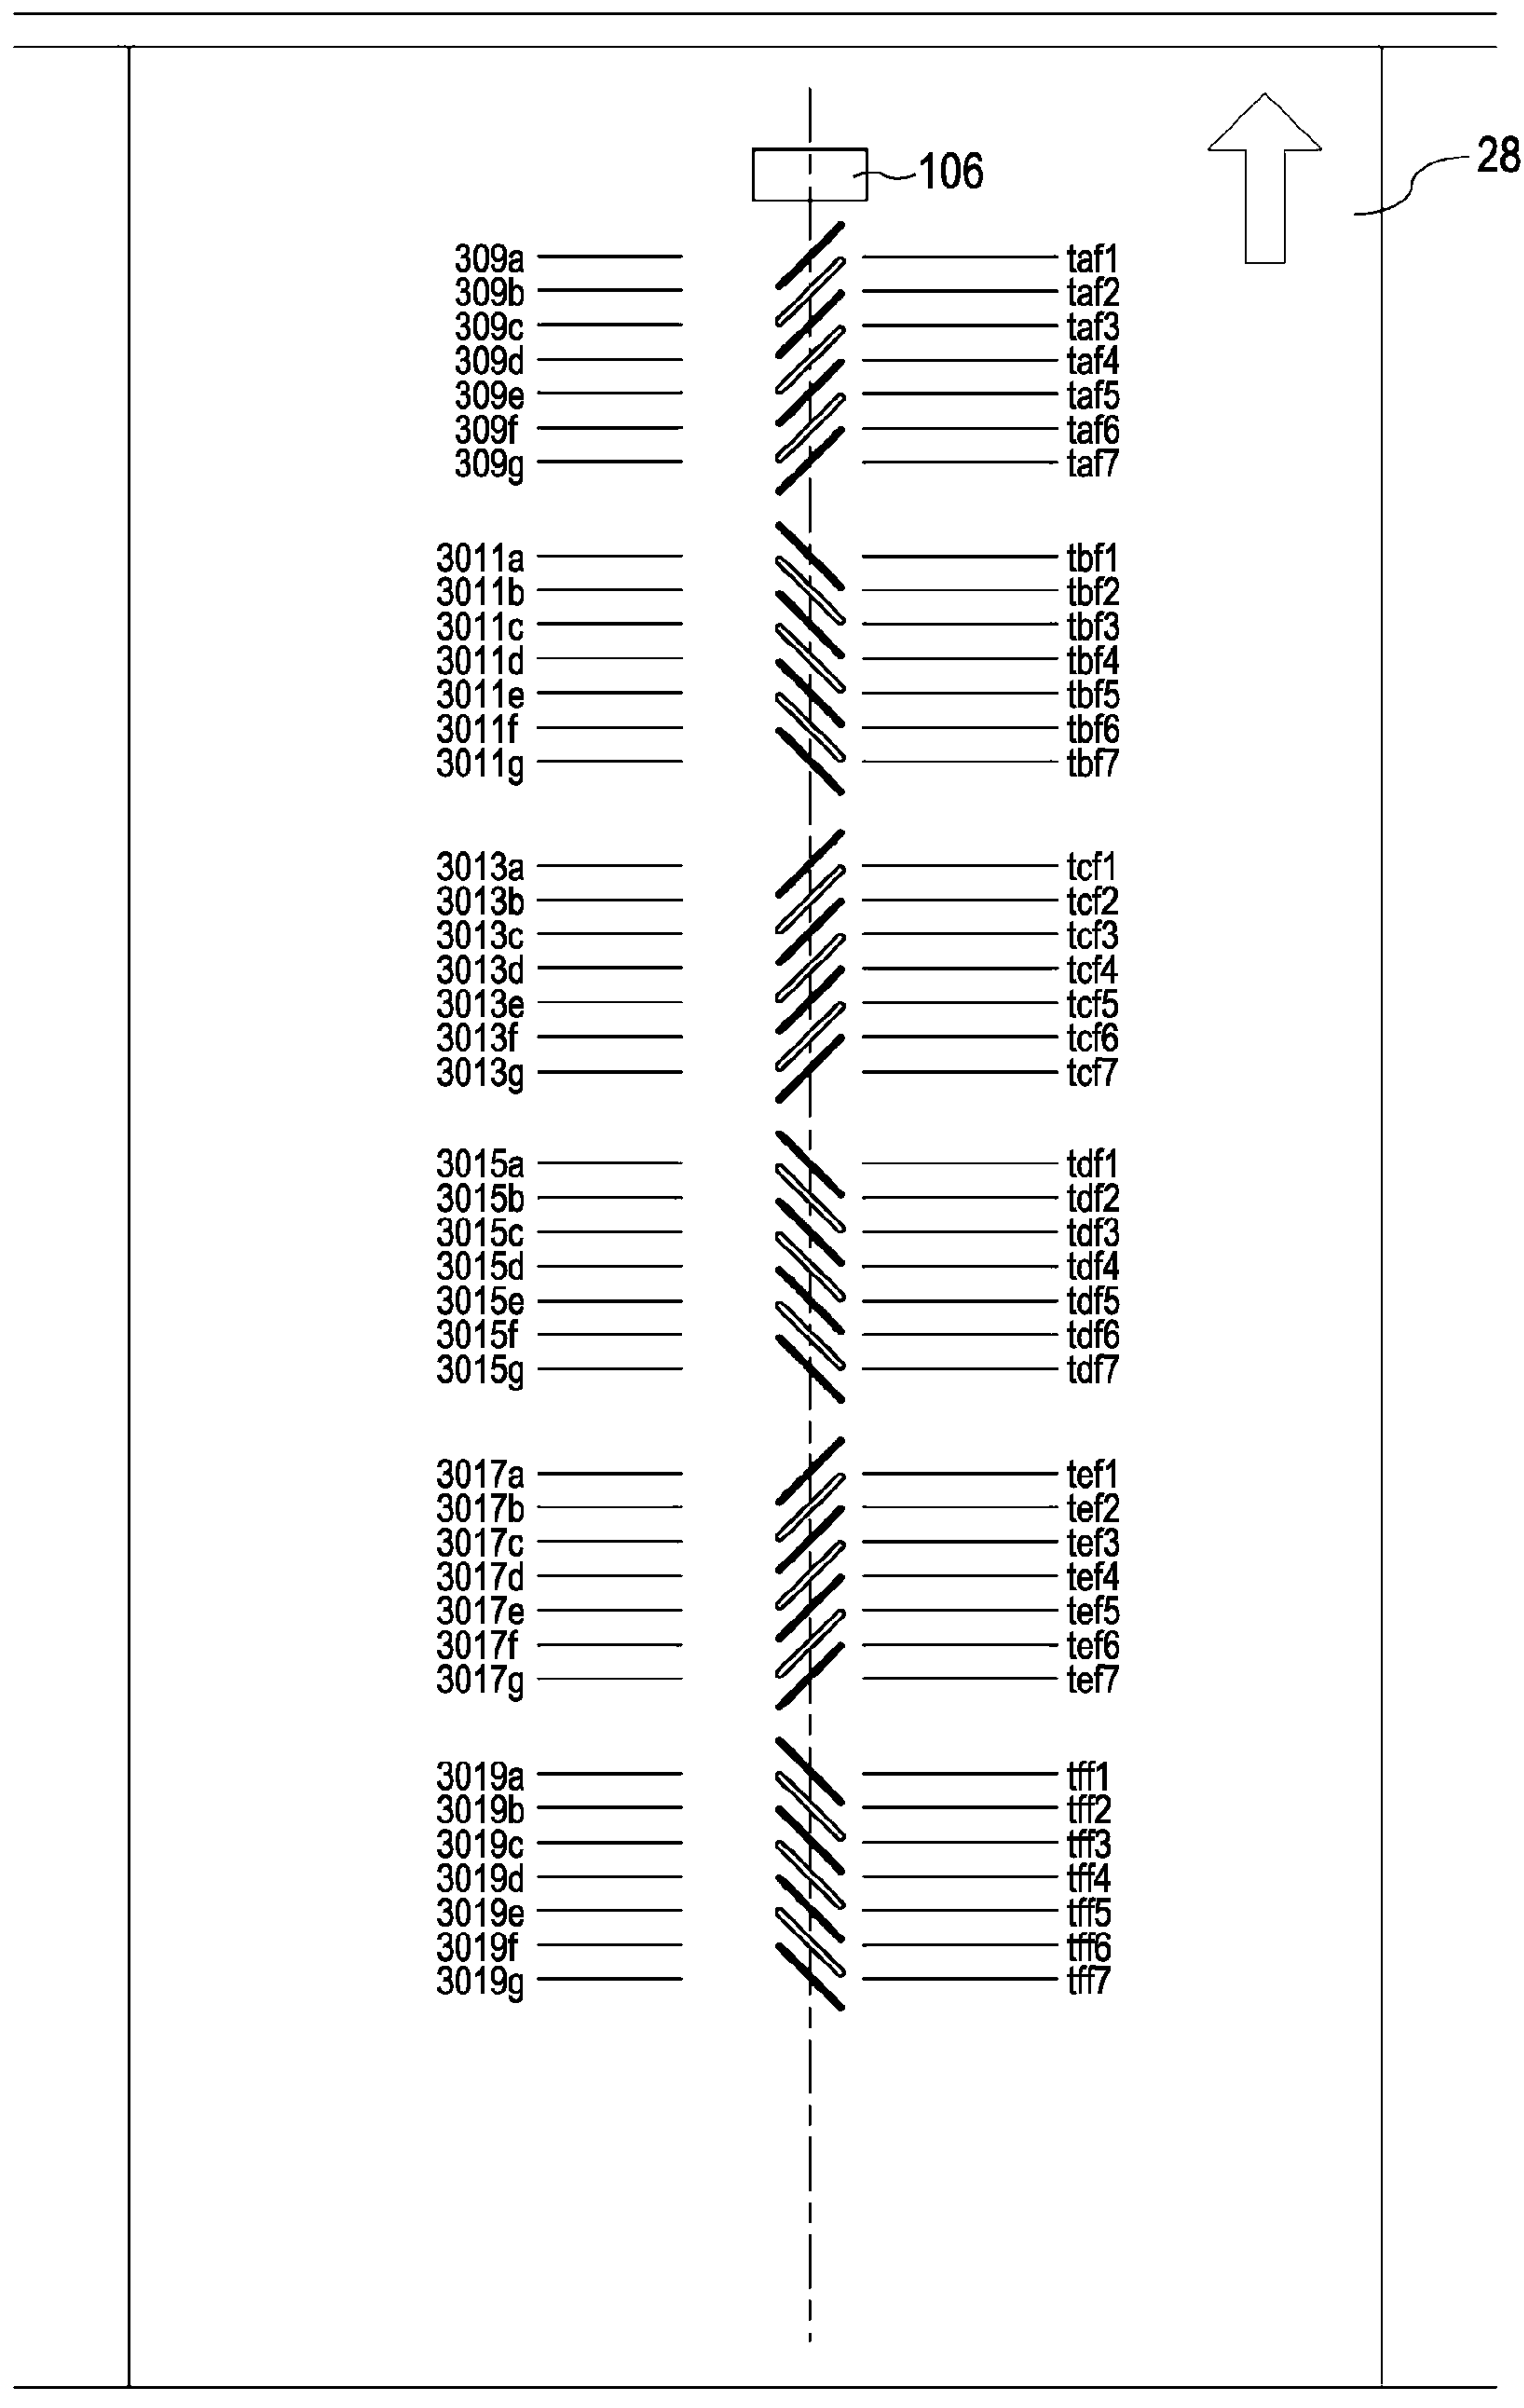 28
106
309a taf1
309b taf2
309c taf3
309d taf4
309e taf5
309f taf6
309g taf7
3011a tbf1
3011b tbf2
3011c tbf3
3011d tbf4
3011e tbf5
3011f tbf6
3011g tbf7
3013a tcf1
3013b tcf2
3013c tcf3
3013d tcf4
3013e tcf5
3013f tcf6
3013g tcf7
3015a tdf1
3015b tdf2
3015c tdf3
3015d tdf4
3015e tdf5
3015f tdf6
3015g tdf7
3017a tef1
3017b tef2
3017c tef3
3017d tef4
3017e tef5
3017f tef6
3017g tef7
3019a tff1
3019b tff2
3019c tff3
3019d tff4
3019e tff5
3019f tff6
3019g tff7